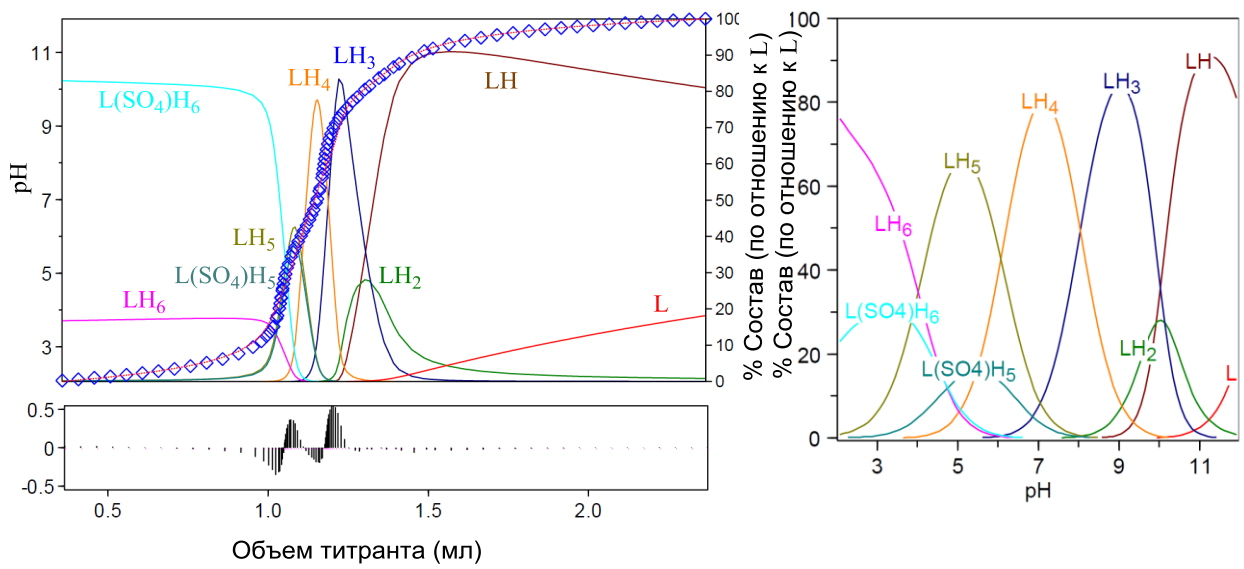 11
9
7
5
3
pH
L(SO₄)H₆
LH₄
LH₃
LH
LH₅
L(SO₄)H₅
LH₆
LH₂
L
90
80
70
60
50
40
30
20
10
0
% Состав (по отношению к L)
0.5
0
-0.5
0.5
1.0
1.5
2.0
Объем титранта (мл)
% Состав (по отношению к L)
100
80
60
40
20
0
LH
LH₃
LH₄
LH₅
LH₆
L(SO4)H₆
L(SO4)H₅
LH₂
L
3
5
7
9
11
pH